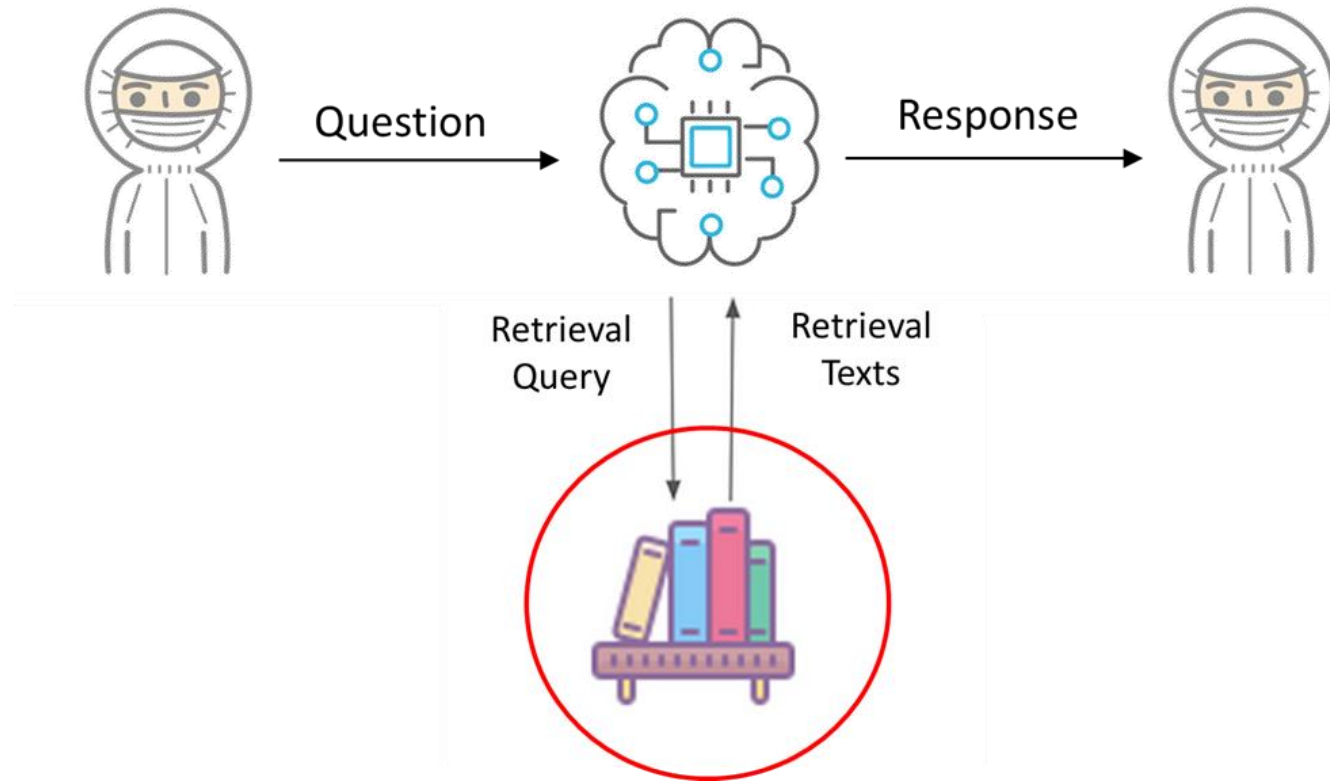 Question
Response
Retrieval
Query
Retrieval
Texts